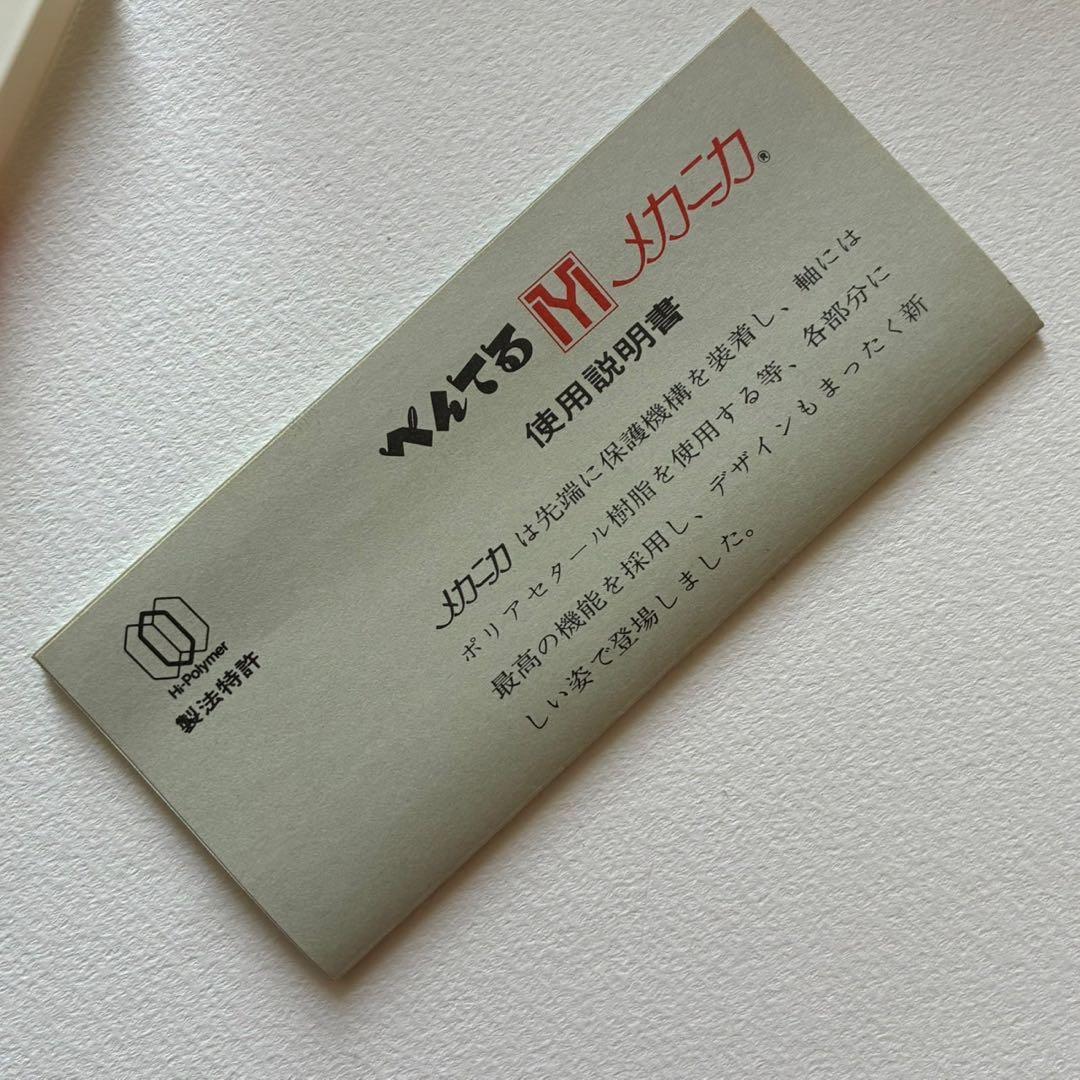 ぺんてる M メカニカ®
使用説明書
メカニカは先端に保護機構を装着し、軸には
ポリアセタール樹脂を使用する等、各部分に
最高の機能を採用し、デザインもまったく新
しい姿で登場しました。
Hi-Polymer
製法特許